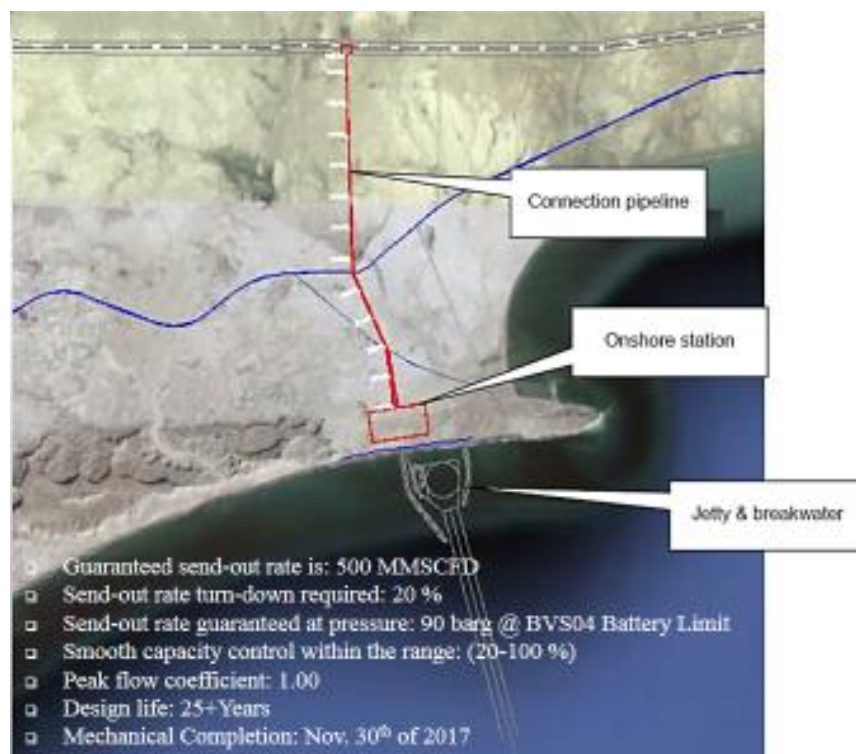 Connection pipeline
Onshore station
Jetty & breakwater
Guaranteed send-out rate is: 500 MMSCFD
Send-out rate turn-down required: 20 %
Send-out rate guaranteed at pressure: 90 barg @ BVS04 Battery Limit
Smooth capacity control within the range: (20-100 %)
Peak flow coefficient: 1.00
Design life: 25+Years
Mechanical Completion: Nov. 30th of 2017